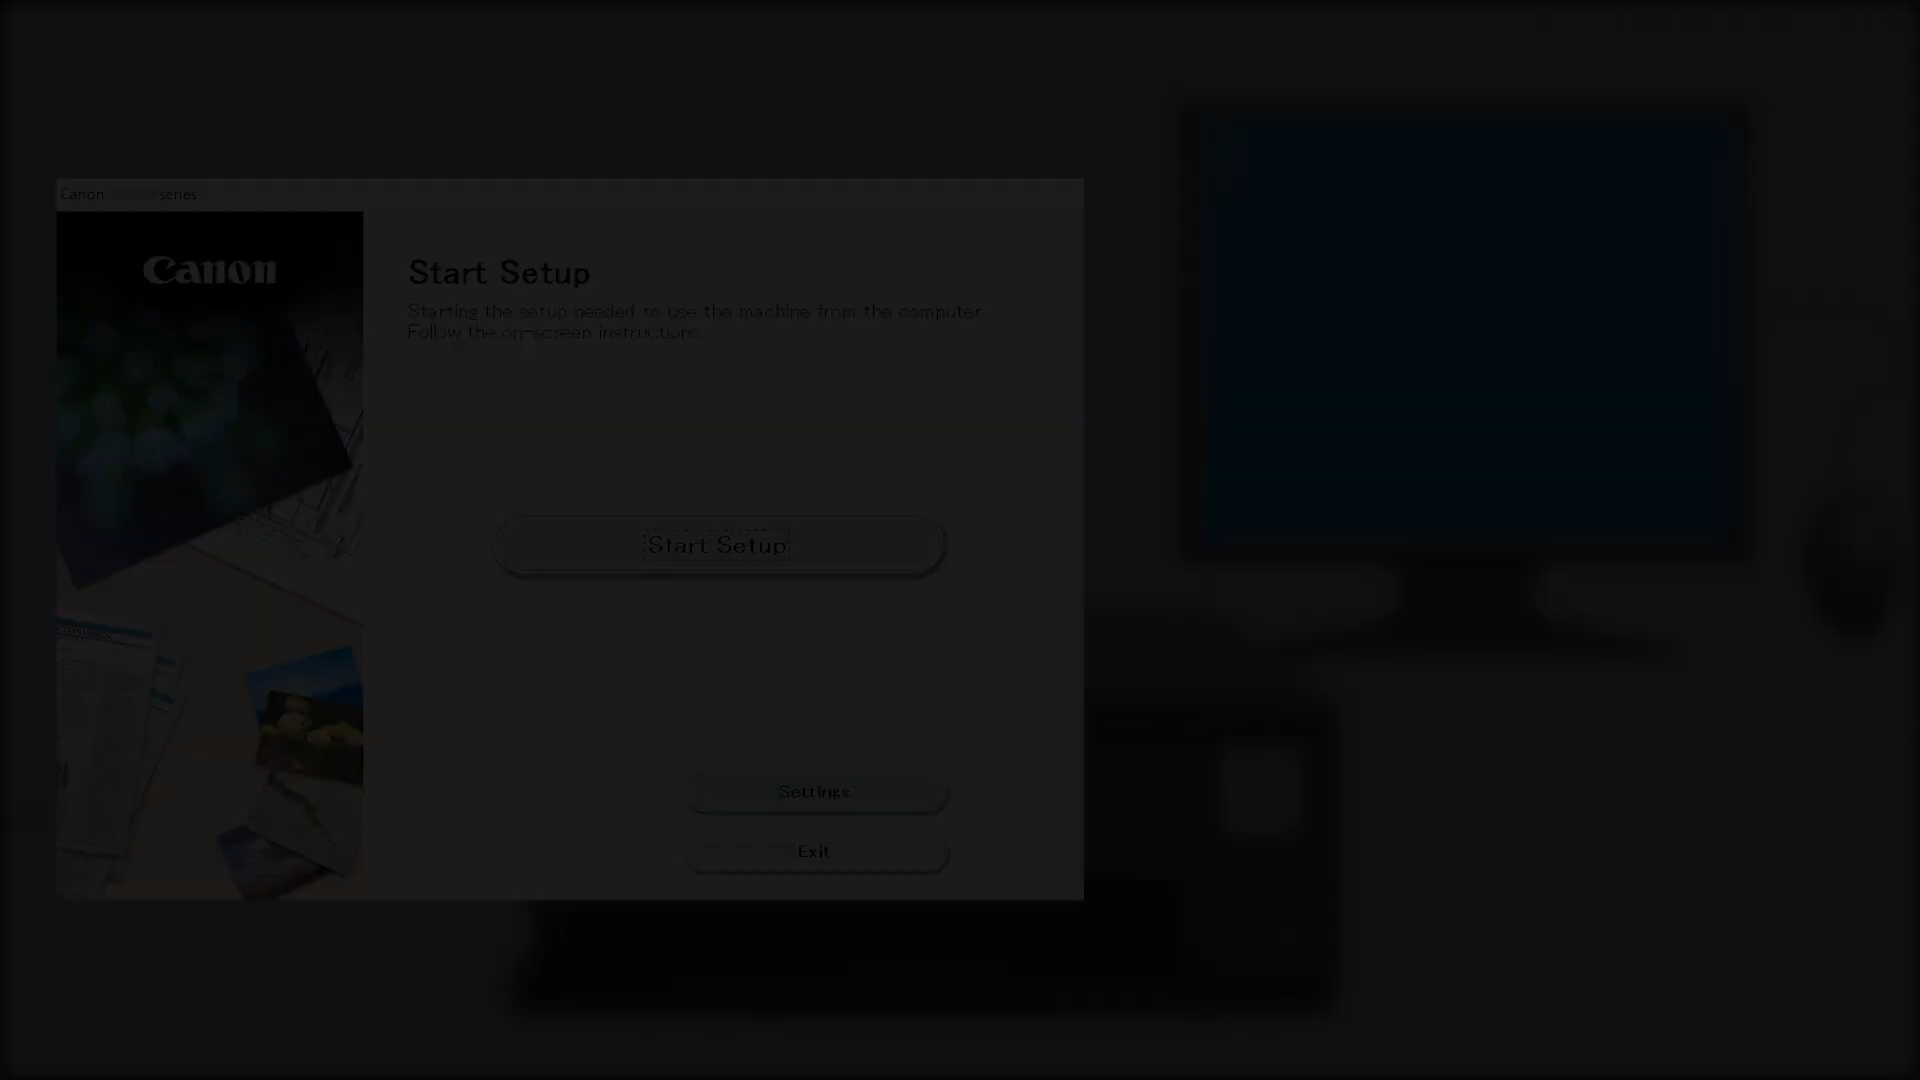 Canon series
Canon
Start Setup
Starting the setup needed to use the machine from the computer.
Follow the on-screen instructions.
Start Setup
Settings
Exit